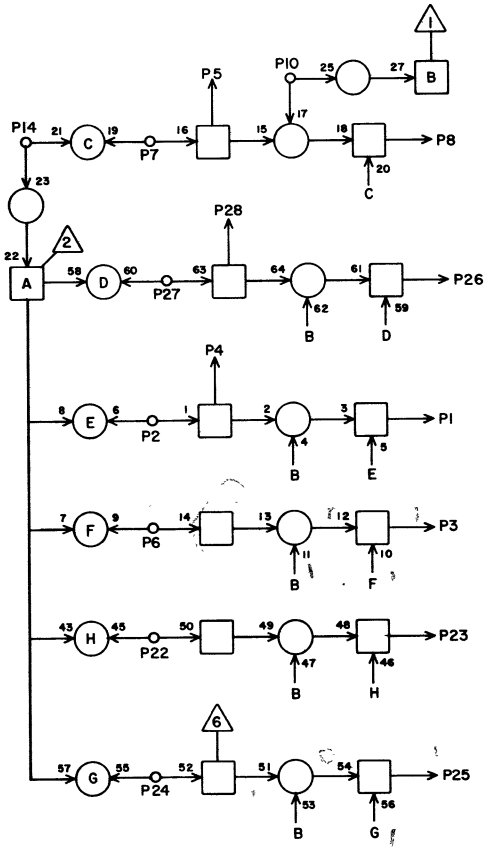 1
P5 P10 25 27 B
P14 21 C 19 P7 16 15 17 18 P8
20
C
23
22 A 2 P28
58 D 60 P27 63 64 61 P26
62 59
B D
P4
8 E 6 P2 1 2 3 P1
4 5
B E
7 F 9 P6 14 13 12 P3
11 10
B F
43 H 45 P22 50 49 48 P23
47 46
B H
6
57 G 55 P24 52 51 54 P25
53 56
B G